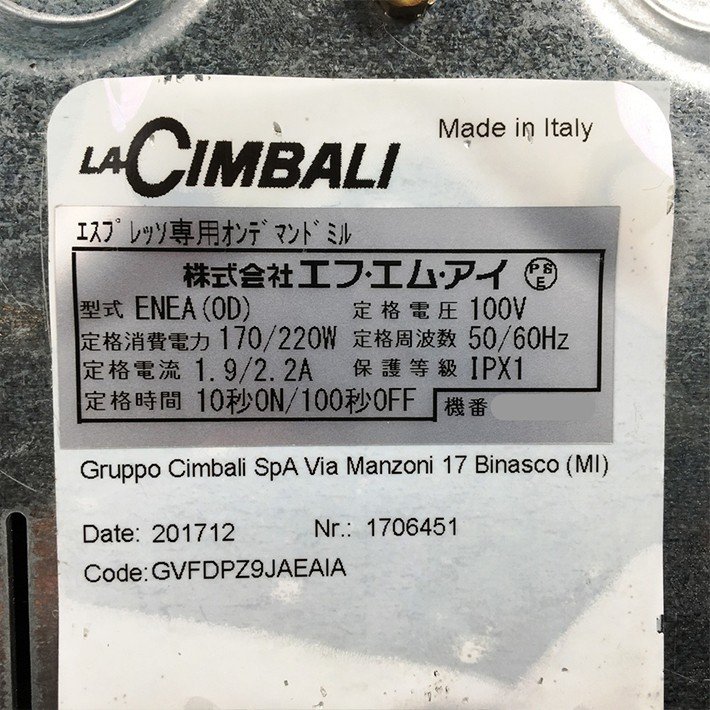 LA CIMBALI
Made in Italy
エスプレッソ専用オンデマンドミル
株式会社エフ・エム・アイ PSE
型式 ENEA(OD) 定格電圧 100V
定格消費電力 170/220W 定格周波数 50/60Hz
定格電流 1.9/2.2A 保護等級 IPX1
定格時間 10秒ON/100秒OFF 機番
Gruppo Cimbali SpA Via Manzoni 17 Binasco (MI)
Date: 201712 Nr.: 1706451
Code:GVFDPZ9JAEAIA